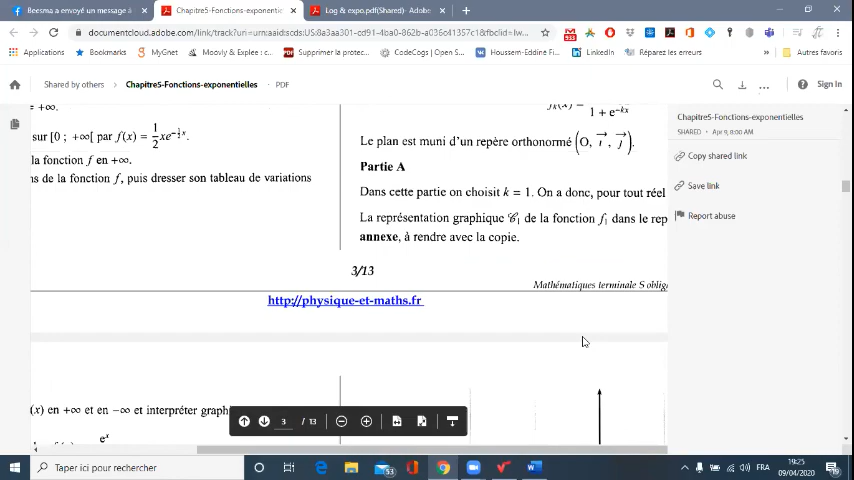 Beesma a envoyé un message à
Chapitre5-Fonctions-exponentiel
Log & expo.pdf(Shared) - Adobe
documentcloud.adobe.com/link/track?uri=urn:aaid:scds:US:8a3aa301-cd91-4ba0-862b-a036d41357c1&fbclid=Iw...
Applications
Bookmarks
MyGnet
Moovly & Explee : C...
Supprimer la protec...
CodeCogs | Open S...
Houssem-Eddine Fi...
LinkedIn
Réparez les erreurs
Autres favoris
Shared by others
Chapitre5-Fonctions-exponentielles
PDF
Sign In
e +∞.
fₖ(x) =
1 + e⁻ᵏˣ
sur [0 ; +∞[ par f(x) = 1/2 xe^(-1/2 x).
Le plan est muni d'un repère orthonormé (O, i, j).
la fonction f en +∞.
Partie A
ns de la fonction f, puis dresser son tableau de variations
Dans cette partie on choisit k = 1. On a donc, pour tout réel
La représentation graphique 𝒞₁ de la fonction f₁ dans le rep
annexe, à rendre avec la copie.
3/13
Mathématiques terminale S oblig
http://physique-et-maths.fr
(x) en +∞ et en −∞ et interpréter graph
eˣ
3 / 13
Chapitre5-Fonctions-exponentielles
SHARED — Apr 9, 8:00 AM
Copy shared link
Save link
Report abuse
Taper ici pour rechercher
53
FRA
19:25
09/04/2020
19